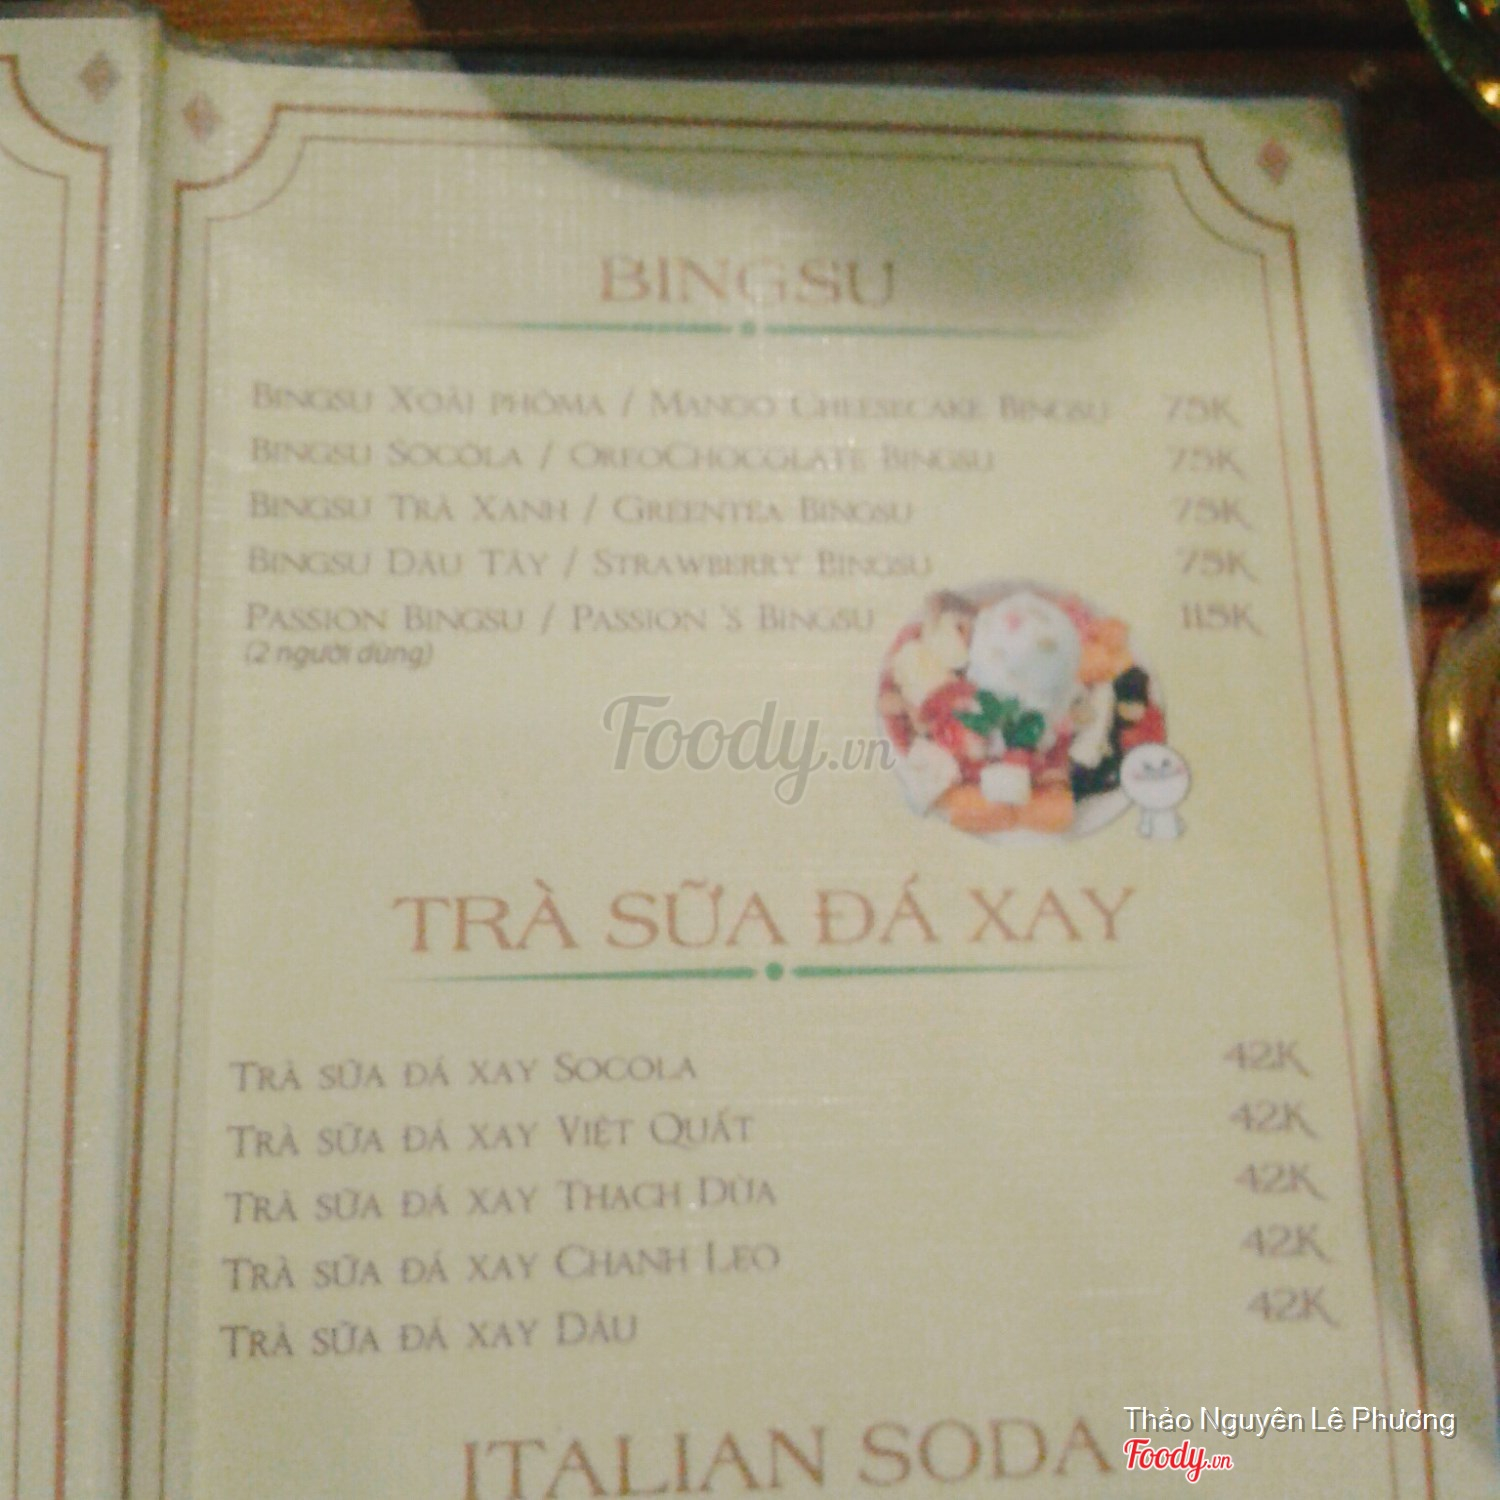 BINGSU
BINGSU XOÀI PHÔMA / MANGO CHEESECAKE BINGSU 75K
BINGSU SOCÔLA / OREOCHOCOLATE BINGSU 75K
BINGSU TRÀ XANH / GREENTEA BINGSU 75K
BINGSU DÂU TÂY / STRAWBERRY BINGSU 75K
PASSION BINGSU / PASSION 'S BINGSU 115K
(2 người dùng)
Foody.vn
TRÀ SỮA ĐÁ XAY
TRÀ SỮA ĐÁ XAY SOCOLA 42K
TRÀ SỮA ĐÁ XAY VIỆT QUẤT 42K
TRÀ SỮA ĐÁ XAY THẠCH DỪA 42K
TRÀ SỮA ĐÁ XAY CHANH LEO 42K
TRÀ SỮA ĐÁ XAY DÂU 42K
ITALIAN SODA
Thảo Nguyên Lê Phương
Foody.vn